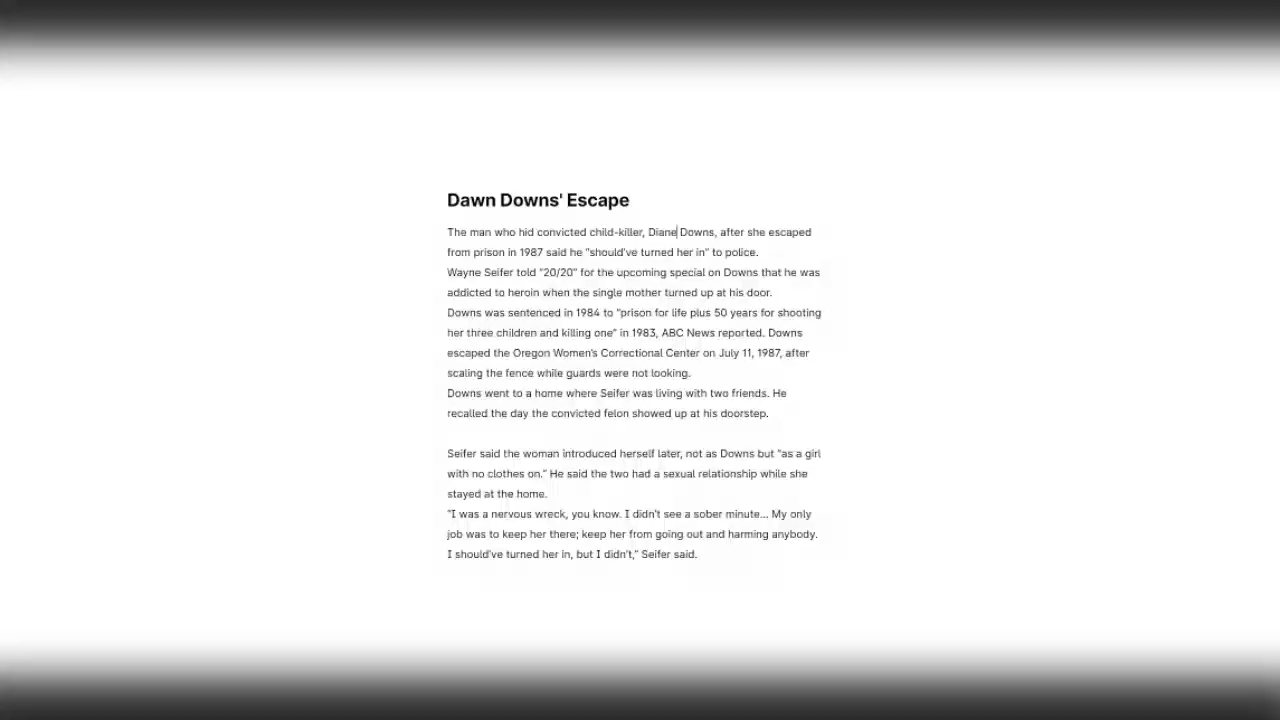 Dawn Downs' Escape
The man who hid convicted child-killer, Diane Downs, after she escaped
from prison in 1987 said he "should've turned her in" to police.
Wayne Seifer told "20/20" for the upcoming special on Downs that he was
addicted to heroin when the single mother turned up at his door.
Downs was sentenced in 1984 to "prison for life plus 50 years for shooting
her three children and killing one" in 1983, ABC News reported. Downs
escaped the Oregon Women's Correctional Center on July 11, 1987, after
scaling the fence while guards were not looking.
Downs went to a home where Seifer was living with two friends. He
recalled the day the convicted felon showed up at his doorstep.
Seifer said the woman introduced herself later, not as Downs but "as a girl
with no clothes on." He said the two had a sexual relationship while she
stayed at the home.
"I was a nervous wreck, you know. I didn't see a sober minute... My only
job was to keep her there; keep her from going out and harming anybody.
I should've turned her in, but I didn't," Seifer said.